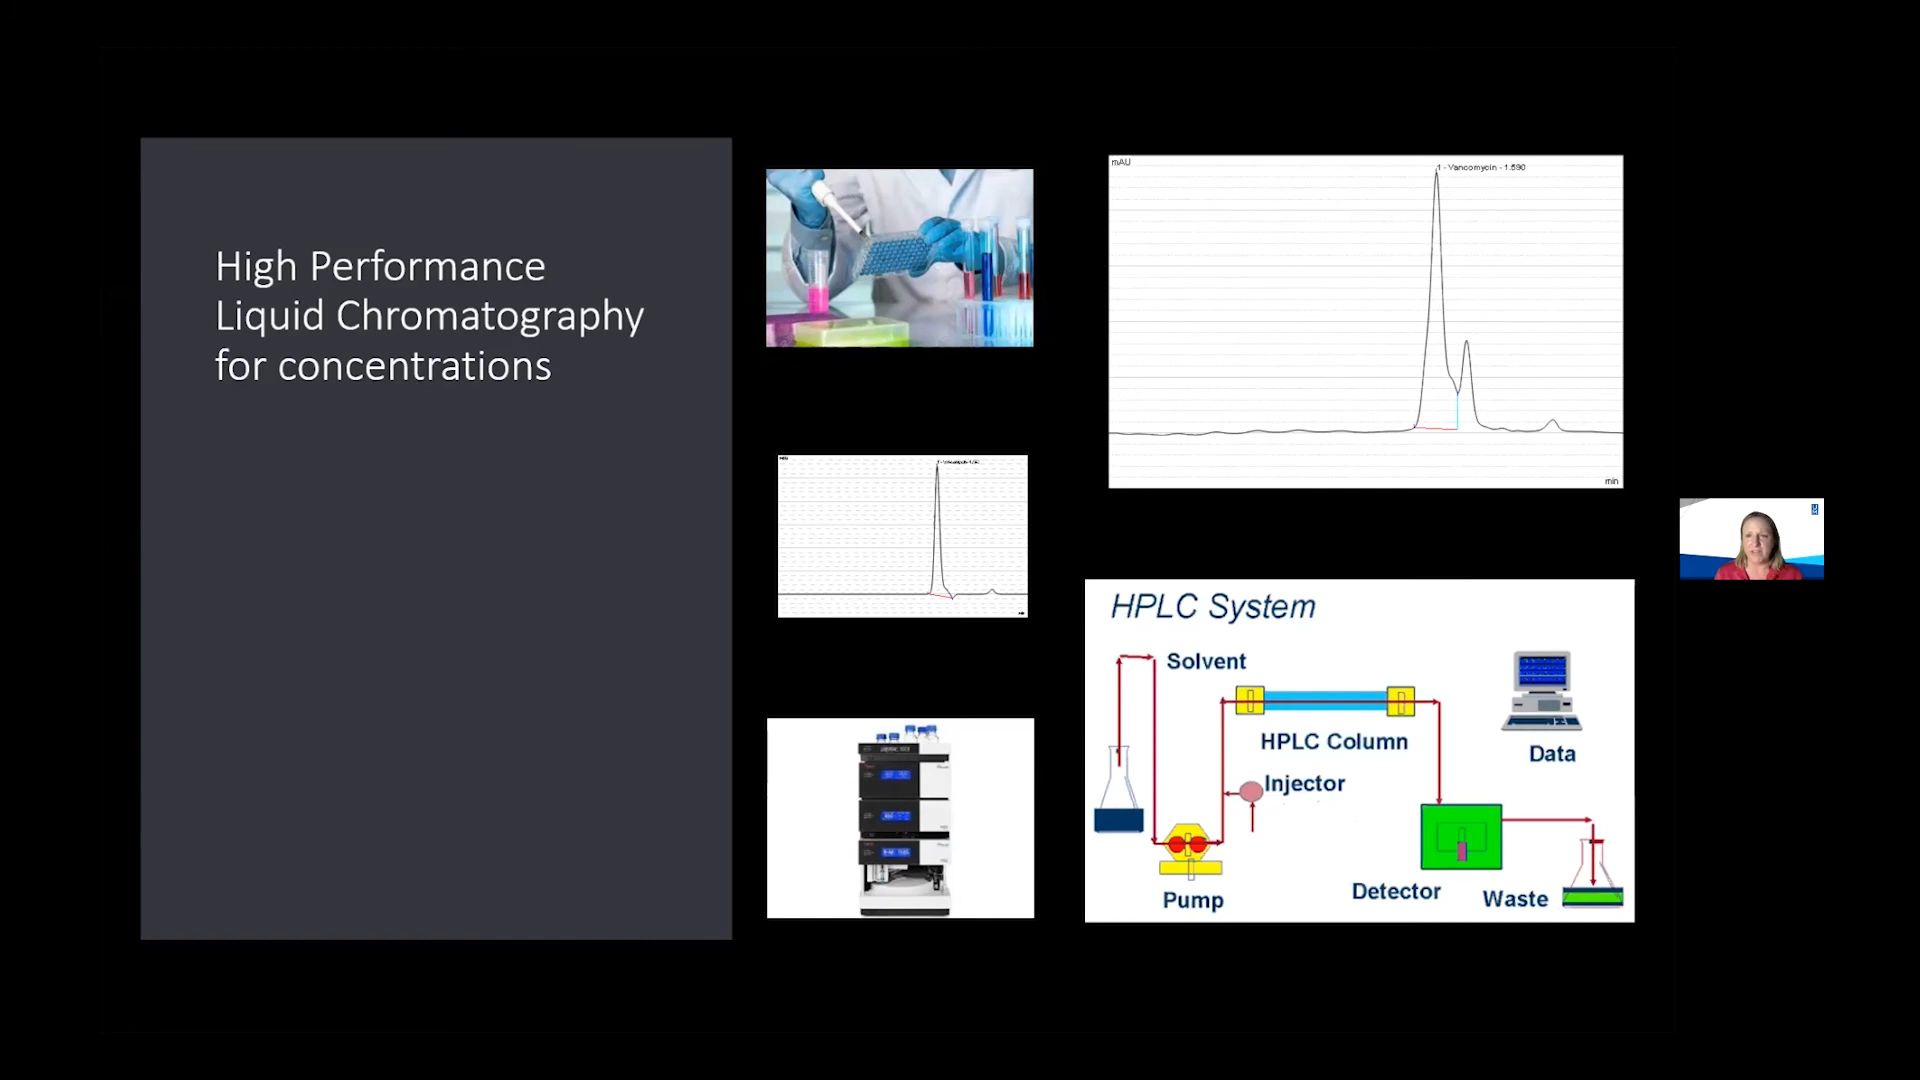 High Performance
Liquid Chromatography
for concentrations
mAU
1 - Vancomycin - 1.590
min
HPLC System
Solvent
HPLC Column
Data
Injector
Pump
Detector
Waste